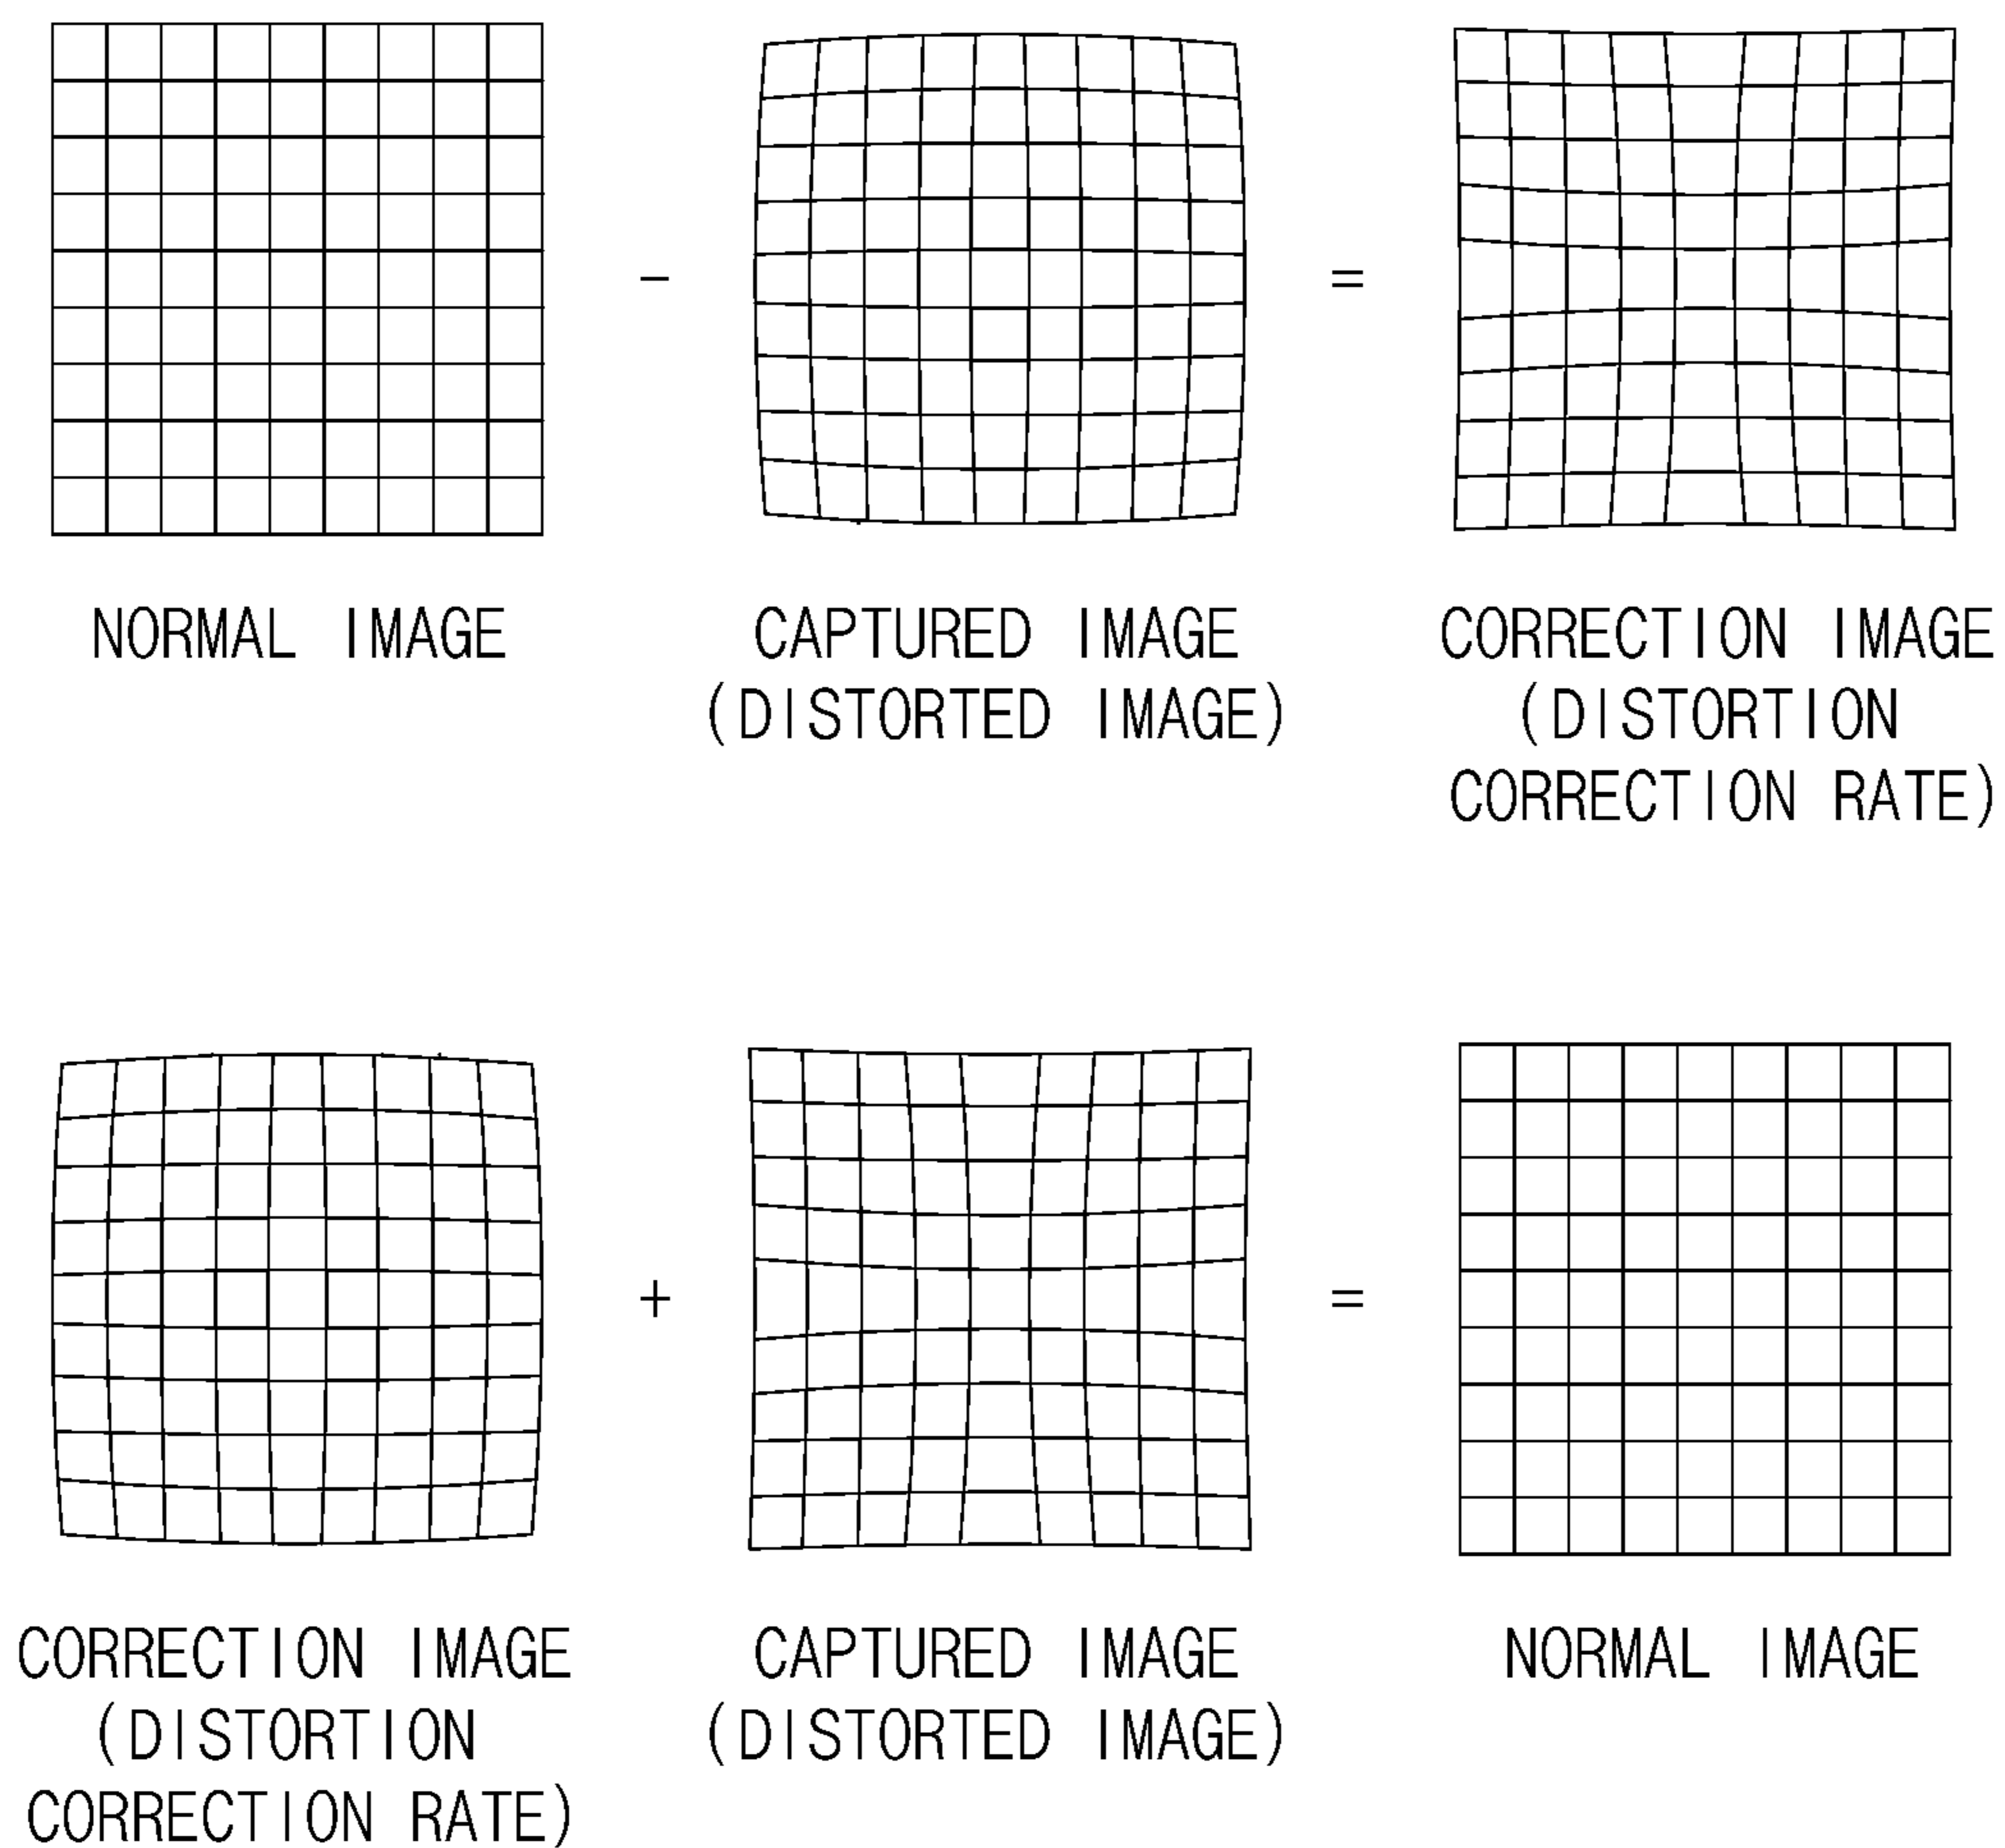 −
=
NORMAL IMAGE
CAPTURED IMAGE
(DISTORTED IMAGE)
CORRECTION IMAGE
(DISTORTION
CORRECTION RATE)
+
=
CORRECTION IMAGE
(DISTORTION
CORRECTION RATE)
CAPTURED IMAGE
(DISTORTED IMAGE)
NORMAL IMAGE